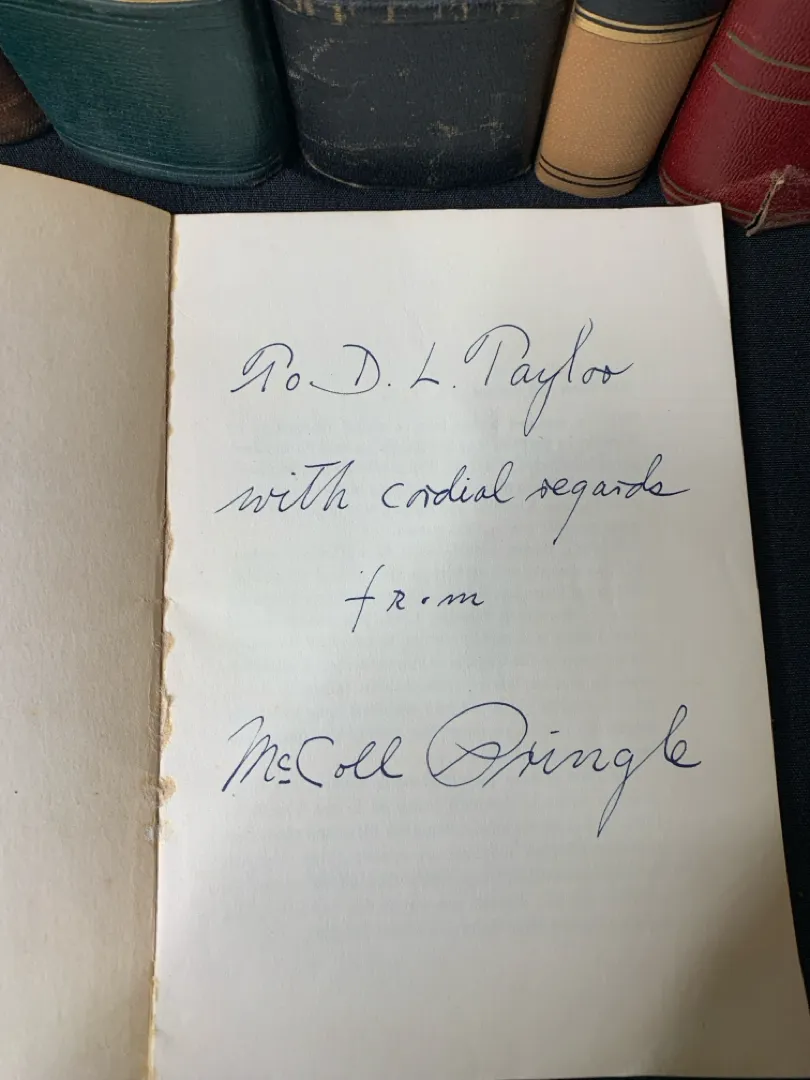 To D. L. Taylor
with cordial regards
from
McColl Pringle